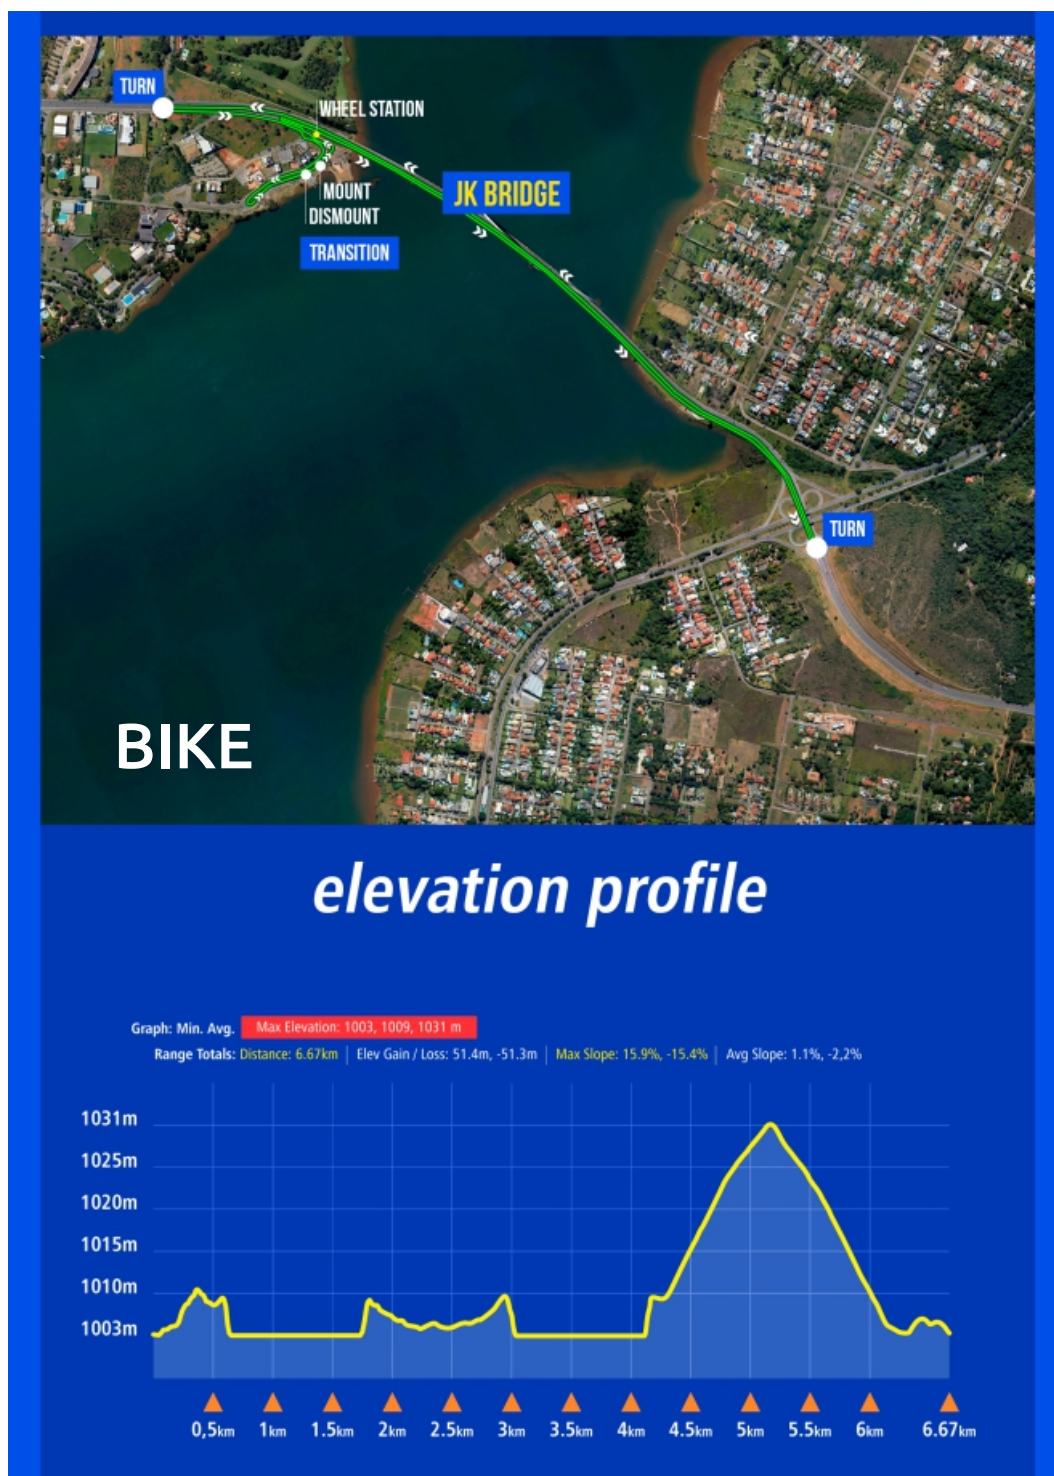 TURN
WHEEL STATION
JK BRIDGE
MOUNT
DISMOUNT
TRANSITION
TURN
BIKE
elevation profile
Graph: Min. Avg. Max Elevation: 1003, 1009, 1031 m
Range Totals: Distance: 6.67km | Elev Gain / Loss: 51.4m, -51.3m | Max Slope: 15.9%, -15.4% | Avg Slope: 1.1%, -2,2%
1031m
1025m
1020m
1015m
1010m
1003m
0,5km 1km 1.5km 2km 2.5km 3km 3.5km 4km 4.5km 5km 5.5km 6km 6.67km